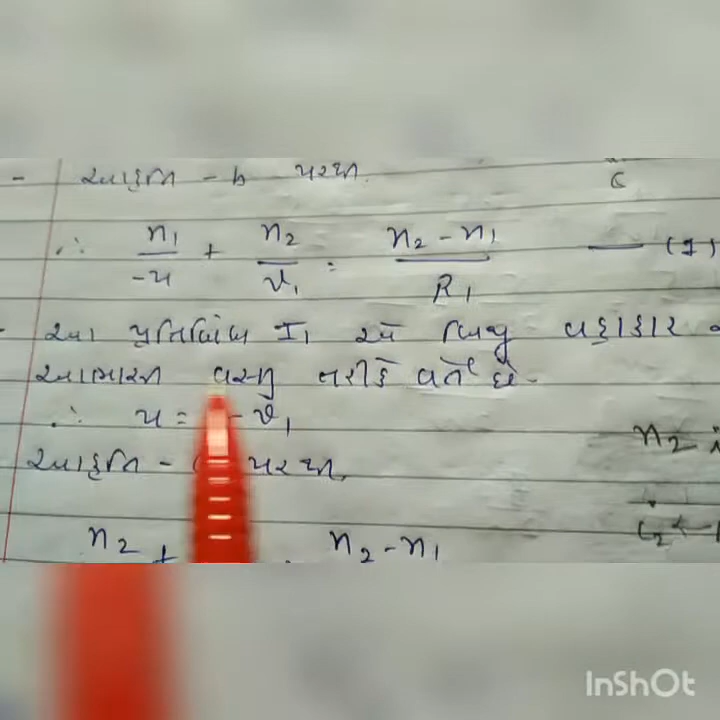 - આકૃતિ - b પરથી
c
∴ n₁/-u + n₂/v₁ = n₂-n₁/R₁ — (1)
આ પ્રતિબિંબ I₁ એ બિંદુ વક્રાકાર
આભાસી વસ્તુ તરીકે વર્તે છે.
∴ u = -v₁
n₂
આકૃતિ - પરથી,
n₂ + n₂-n₁
InShOt